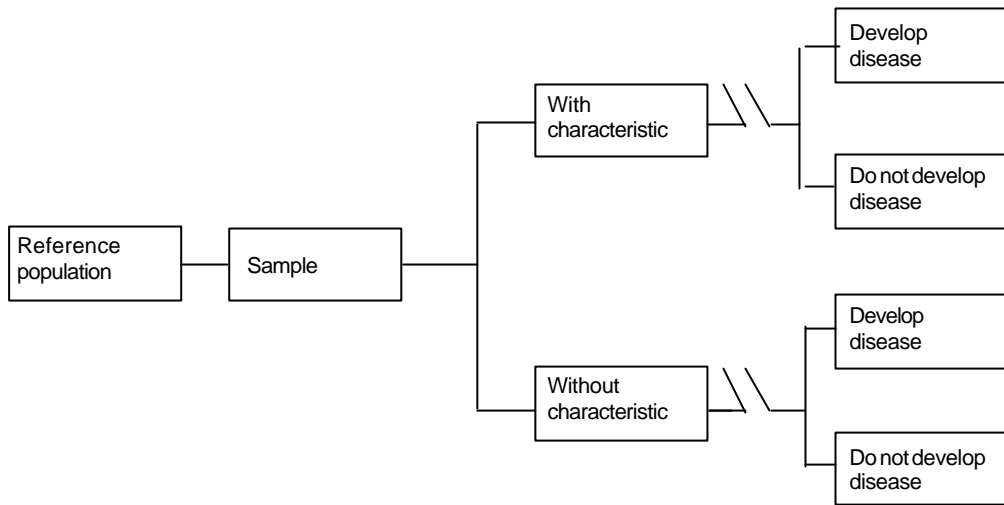 Reference
population
Sample
With
characteristic
Develop
disease
Do not develop
disease
Without
characteristic
Develop
disease
Do not develop
disease